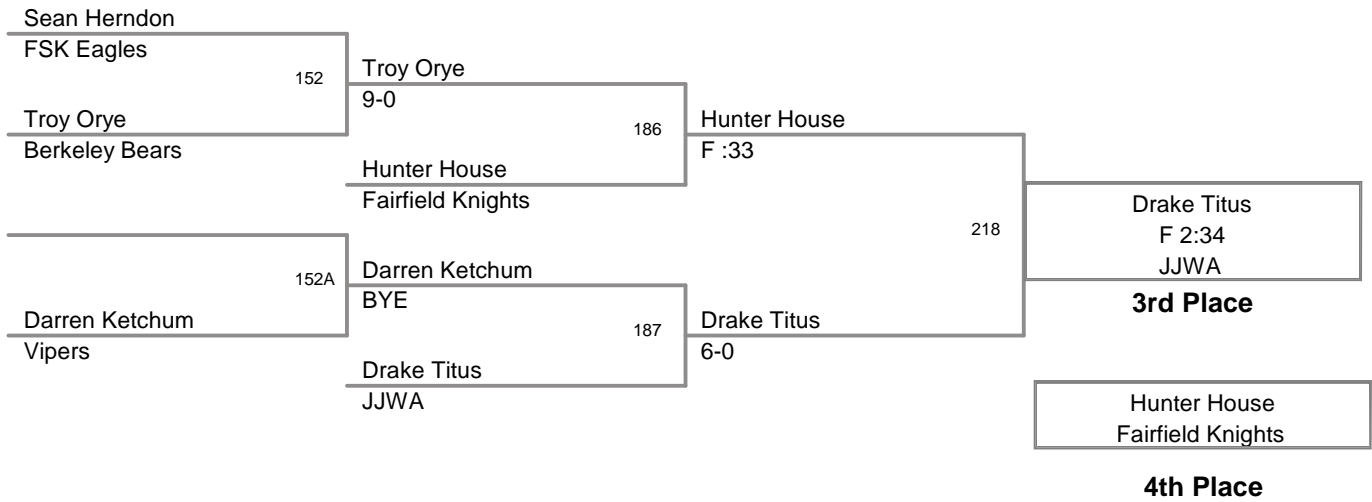 Sean Herndon
FSK Eagles
152
Troy Orye
9-0
Troy Orye
Berkeley Bears
186
Hunter House
F :33
Hunter House
Fairfield Knights
218
Drake Titus
F 2:34
JJWA
3rd Place
152A
Darren Ketchum
BYE
Darren Ketchum
Vipers
187
Drake Titus
6-0
Drake Titus
JJWA
Hunter House
Fairfield Knights
4th Place